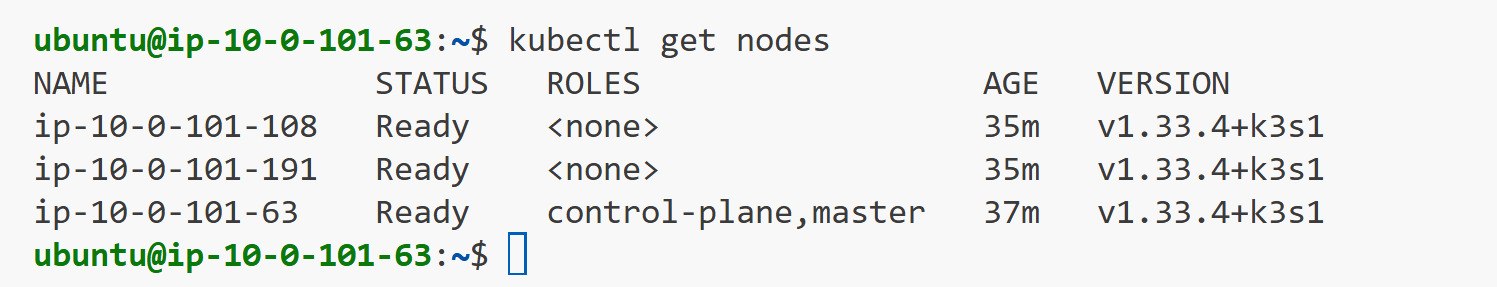 ubuntu@ip-10-0-101-63:~$ kubectl get nodes
NAME              STATUS   ROLES                  AGE   VERSION
ip-10-0-101-108   Ready    <none>                 35m   v1.33.4+k3s1
ip-10-0-101-191   Ready    <none>                 35m   v1.33.4+k3s1
ip-10-0-101-63    Ready    control-plane,master   37m   v1.33.4+k3s1
ubuntu@ip-10-0-101-63:~$